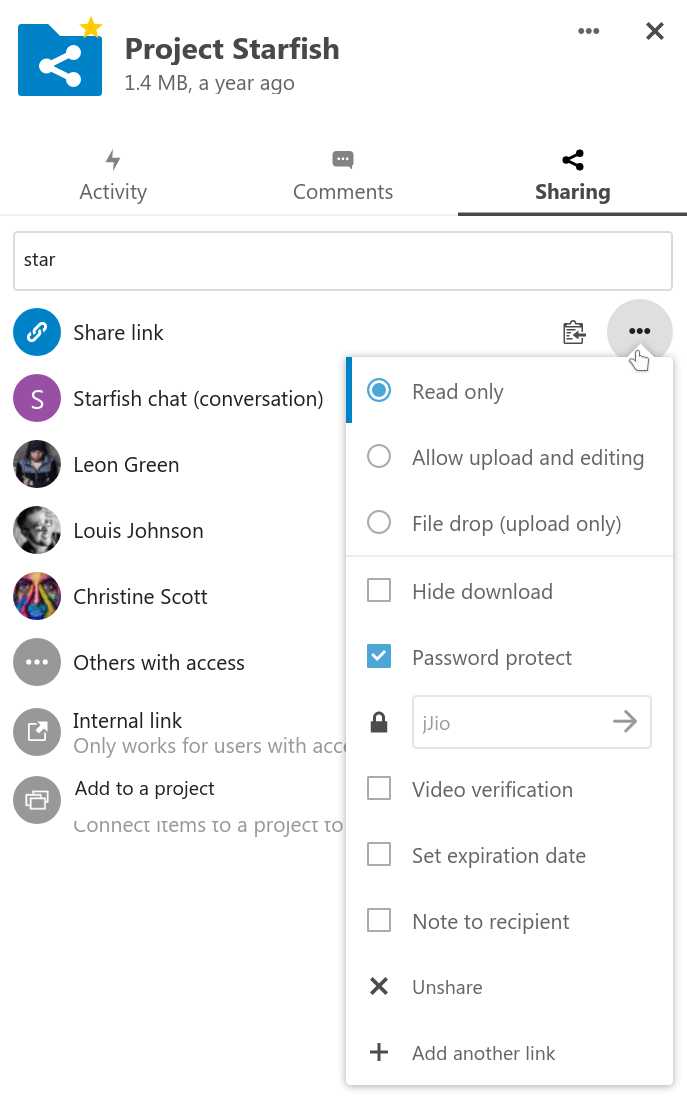 Project Starfish
1.4 MB, a year ago
Activity
Comments
Sharing
star
Share link
S
Starfish chat (conversation)
Leon Green
Louis Johnson
Christine Scott
Others with access
Internal link
Only works for users with acce
Add to a project
Connect items to a project to
Read only
Allow upload and editing
File drop (upload only)
Hide download
Password protect
jJio
Video verification
Set expiration date
Note to recipient
Unshare
Add another link